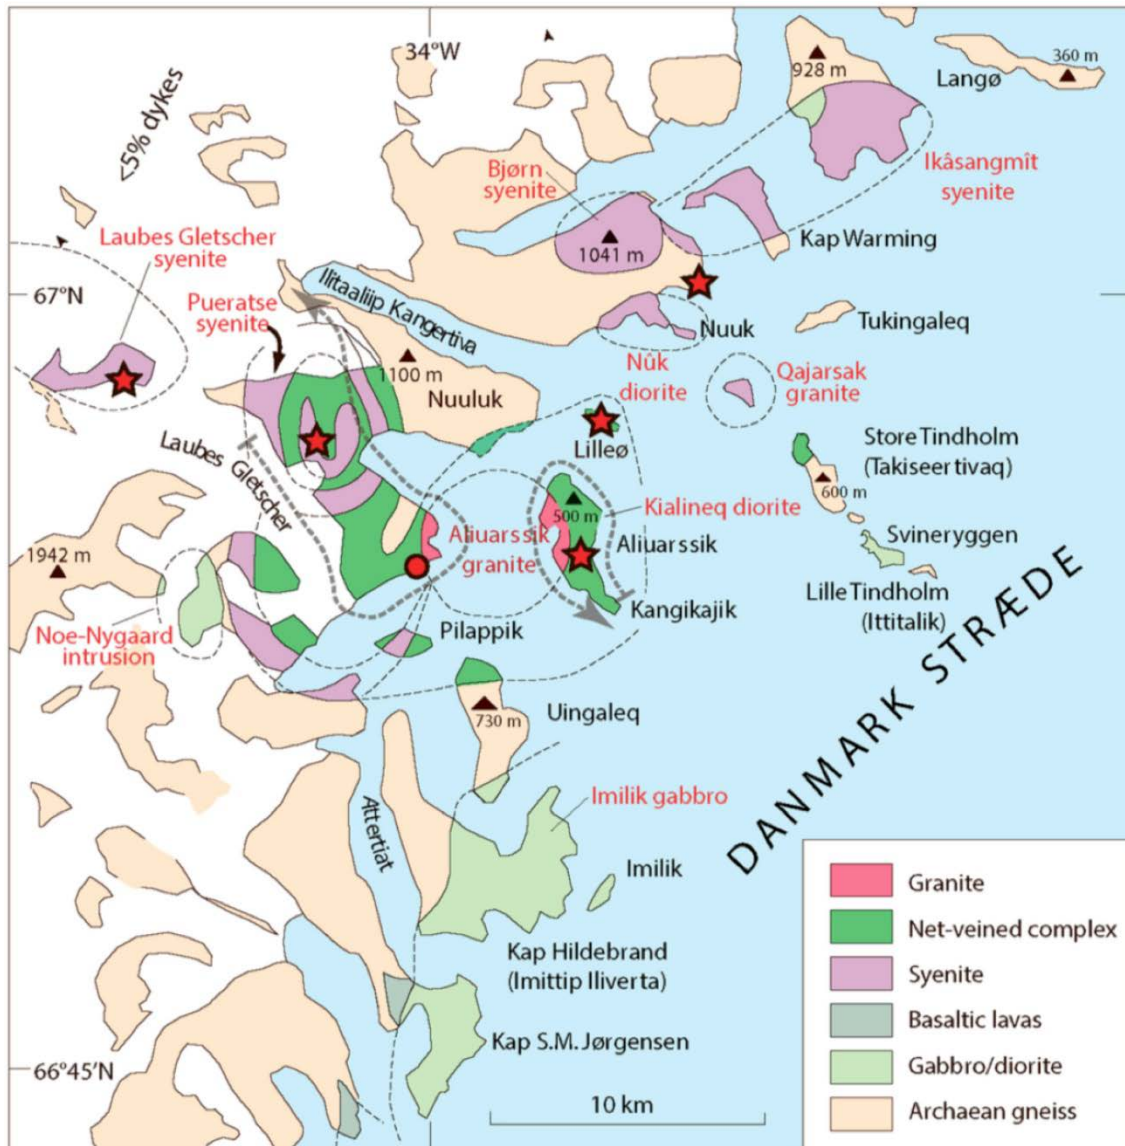 34°W
<5% dykes
928 m
Langø
360 m
Bjørn
syenite
Ikâsangmît
syenite
Laubes Gletscher
syenite
1041 m
Kap Warming
67°N
Pueratse
syenite
Ilitaaliip Kangertiva
Nuuk
Tukingaleq
1100 m
Nuuluk
Nûk
diorite
Qajarsak
granite
Laubes Gletscher
Lilleø
Store Tindholm
(Takiseer tivaq)
600 m
500 m
Kialineq diorite
Aliuarssik
granite
Aliuarssik
Svineryggen
1942 m
Lille Tindholm
(Ittitalik)
Kangikajik
Noe-Nygaard
intrusion
Pilappik
DANMARK STRÆDE
730 m
Uingaleq
Attertiat
Imilik gabbro
Imilik
Kap Hildebrand
(Imittip Iliverta)
Kap S.M. Jørgensen
66°45'N
10 km
Granite
Net-veined complex
Syenite
Basaltic lavas
Gabbro/diorite
Archaean gneiss